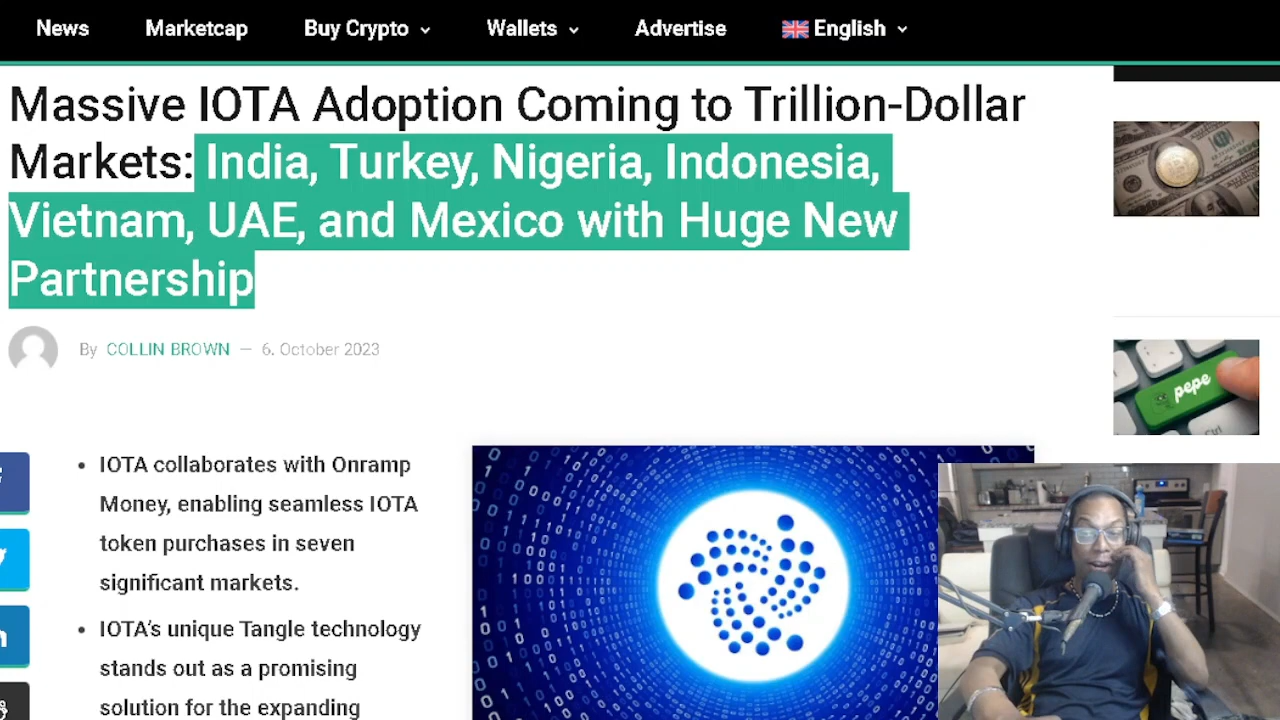 News Marketcap Buy Crypto Wallets Advertise English
Massive IOTA Adoption Coming to Trillion-Dollar
Markets: India, Turkey, Nigeria, Indonesia,
Vietnam, UAE, and Mexico with Huge New
Partnership
By COLLIN BROWN — 6. October 2023
IOTA collaborates with Onramp
Money, enabling seamless IOTA
token purchases in seven
significant markets.
IOTA's unique Tangle technology
stands out as a promising
solution for the expanding
pepe
Ctrl